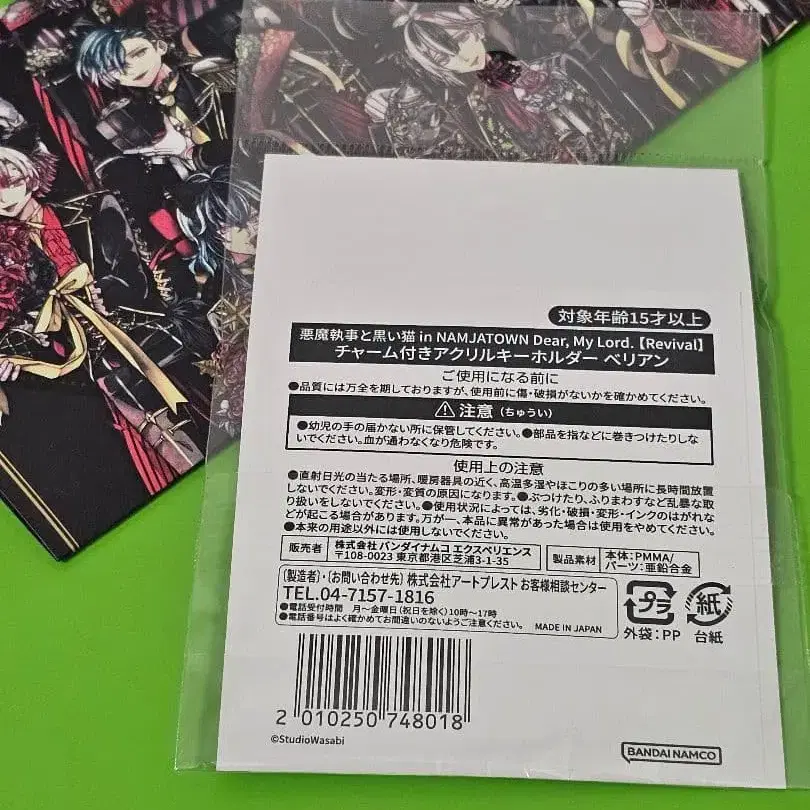 対象年齢15才以上
悪魔執事と黒い猫 in NAMJATOWN Dear, My Lord.【Revival】
チャーム付きアクリルキーホルダー ベリアン
ご使用になる前に
●品質には万全を期しておりますが、使用前に傷・破損がないかを確かめてください。
⚠注意（ちゅうい）
●幼児の手の届かない所に保管してください。●部品を指などに巻きつけたりしな
いでください。血が通わなくなり危険です。
使用上の注意
●直射日光の当たる場所、暖房器具の近く、高温多湿やほこりの多い場所に長時間放置
しないでください。変形・変質の原因になります。●ぶつけたり、ふりまわすなど乱暴な取
り扱いをしないでください。●使用状況によっては、劣化・破損・変形・インクのはがれな
どが起こる場合があります。万が一、本品に異常があった場合は使用をやめてください。
●本来の用途以外には使用しないでください。
販売者 株式会社 バンダイナムコ エクスペリエンス
〒108-0023 東京都港区芝浦3-1-35
製品素材 本体:PMMA/
パーツ:亜鉛合金
（製造者）・（お問い合わせ先）株式会社アートプレスト お客様相談センター
TEL.04-7157-1816
●電話受付時間 月～金曜日（祝日を除く）10時～17時
●電話番号はよく確かめてお間違いのないようご注意ください。 MADE IN JAPAN
プラ
外袋:PP
紙
台紙
2 010250 748018
©StudioWasabi
BANDAI NAMCO